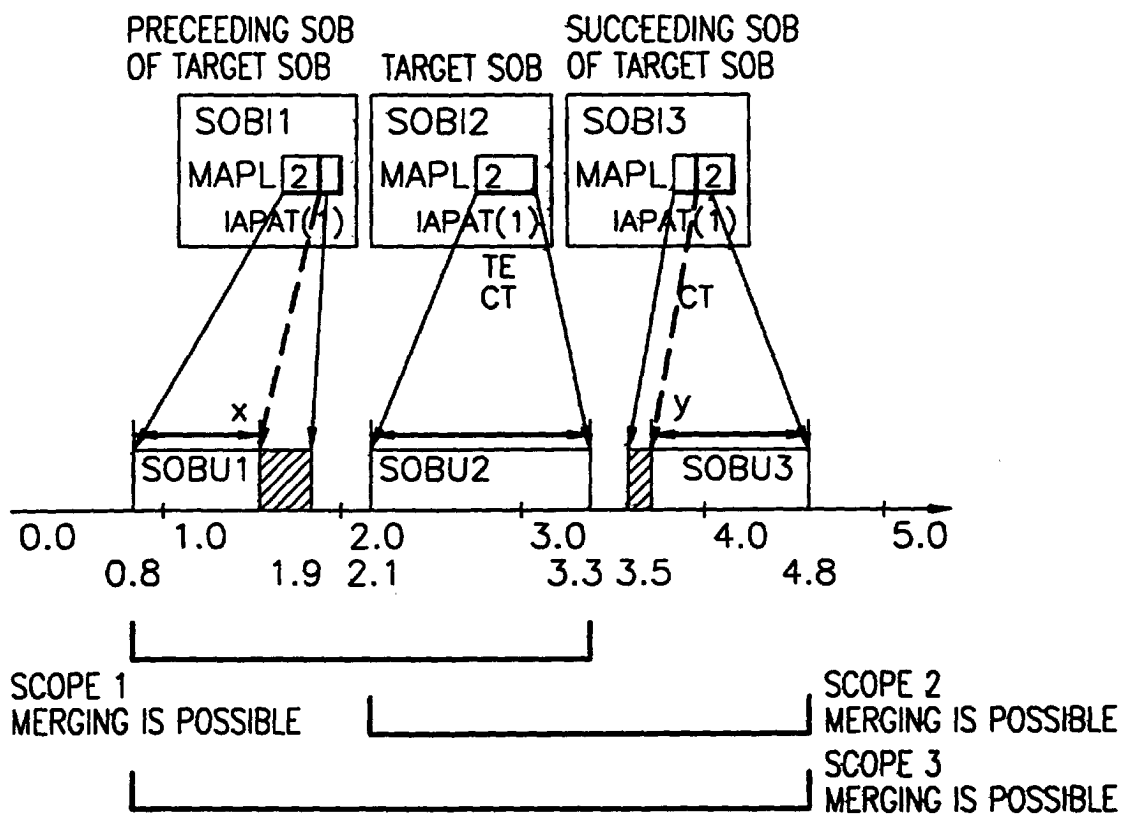 PRECEEDING SOB
OF TARGET SOB
TARGET SOB
SUCCEEDING SOB
OF TARGET SOB
SOBI1
MAPL 2
IAPAT(1)
SOBI2
MAPL 2
IAPAT(1)
TE
CT
SOBI3
MAPL 2
IAPAT(1)
CT
x
y
SOBU1
SOBU2
SOBU3
0.0 1.0 2.0 3.0 4.0 5.0
0.8 1.9 2.1 3.3 3.5 4.8
SCOPE 1
MERGING IS POSSIBLE
SCOPE 2
MERGING IS POSSIBLE
SCOPE 3
MERGING IS POSSIBLE